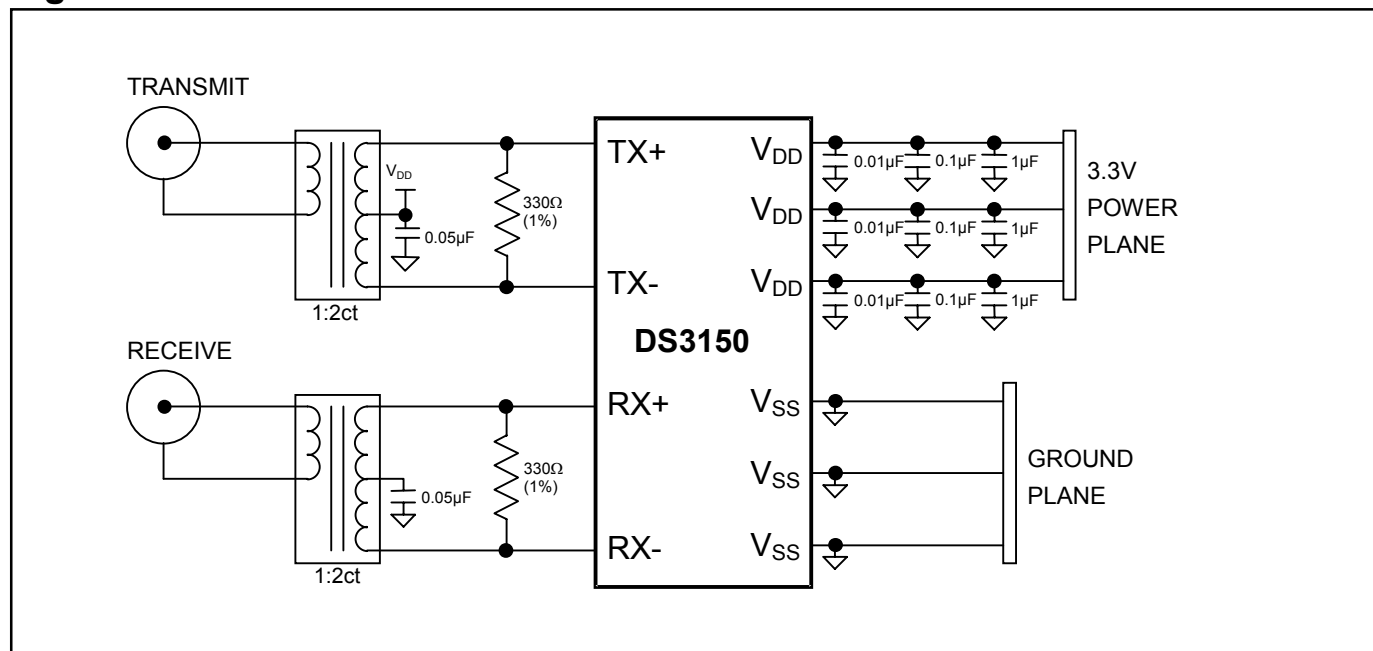 TRANSMIT
VDD
0.05µF
330Ω
(1%)
1:2ct
RECEIVE
0.05µF
330Ω
(1%)
1:2ct
TX+
TX-
DS3150
RX+
RX-
VDD
0.01µF 0.1µF 1µF
VDD
0.01µF 0.1µF 1µF
VDD
0.01µF 0.1µF 1µF
3.3V
POWER
PLANE
VSS
VSS
VSS
GROUND
PLANE